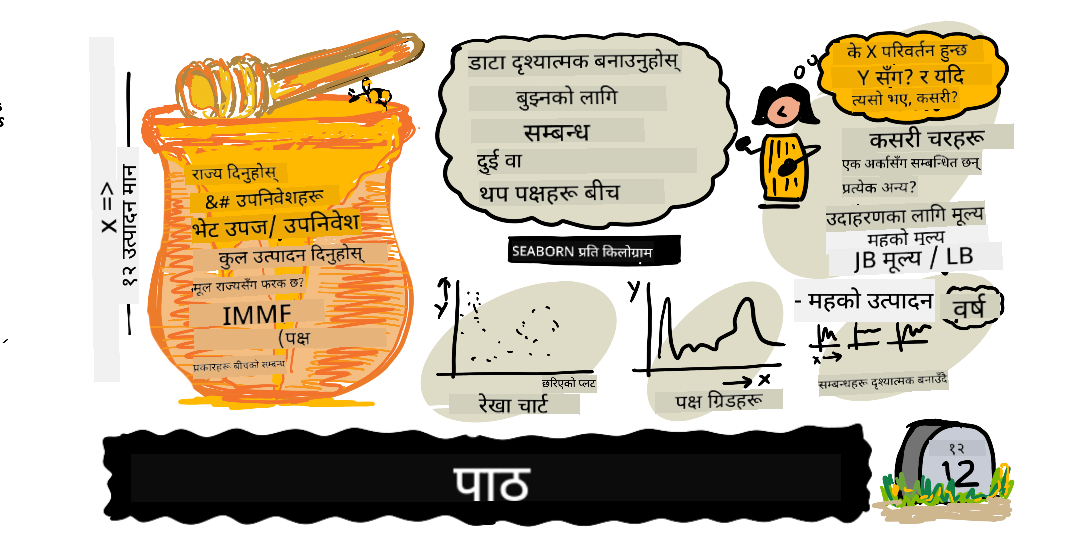 X =>
१२ उत्पादन मान
राज्य दिनुहोस्
&# उपनिवेशहरू
भेट उपज/ उपनिवेश
कुल उत्पादन दिनुहोस्
मूल राज्यसँग फरक छ?
IMMF
(पक्ष
प्रकारहरू बीचको सम्बन्ध
डाटा दृश्यात्मक बनाउनुहोस्
बुझ्नको लागि
सम्बन्ध
दुई वा
थप पक्षहरू बीच
SEABORN प्रति किलोग्राम
Y
छरिएको प्लट
रेखा चार्ट
Y
X
पक्ष ग्रिडहरू
के X परिवर्तन हुन्छ
Y सँग? र यदि
त्यसो भए, कसरी?
कसरी चरहरू
एक अर्कासँग सम्बन्धित छन्
प्रत्येक अन्य?
उदाहरणका लागि मूल्य
महको मूल्य
JB मूल्य / LB
- महको उत्पादन
वर्ष
X
सम्बन्धहरू दृश्यात्मक बनाउँदै
पाठ
१२
12